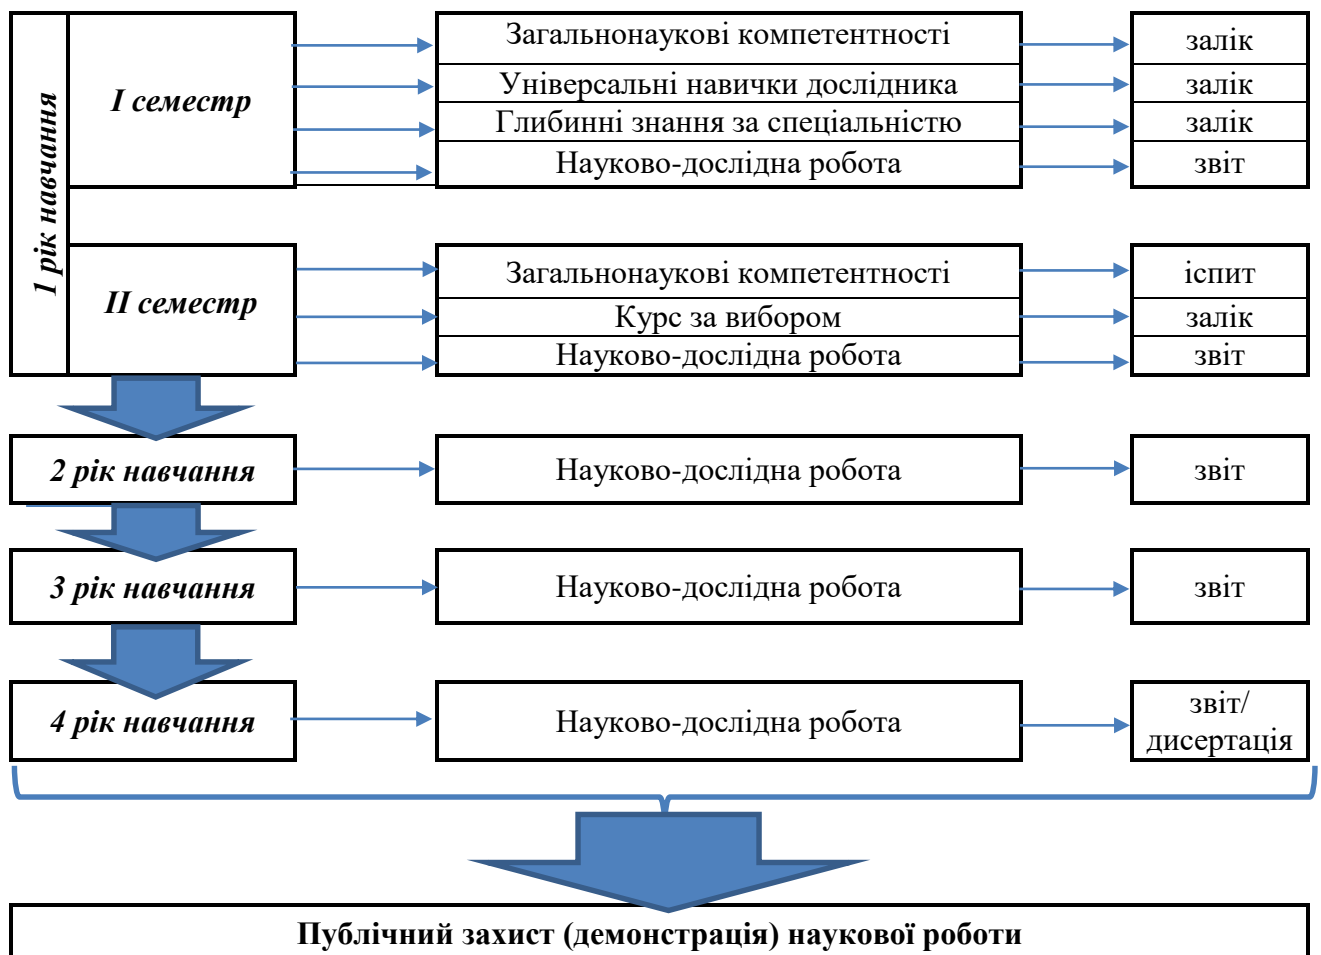 1 рік навчання
І семестр
Загальнонаукові компетентності
залік
Універсальні навички дослідника
залік
Глибинні знання за спеціальністю
залік
Науково-дослідна робота
звіт
ІІ семестр
Загальнонаукові компетентності
іспит
Курс за вибором
залік
Науково-дослідна робота
звіт
2 рік навчання
Науково-дослідна робота
звіт
3 рік навчання
Науково-дослідна робота
звіт
4 рік навчання
Науково-дослідна робота
звіт/
дисертація
Публічний захист (демонстрація) наукової роботи